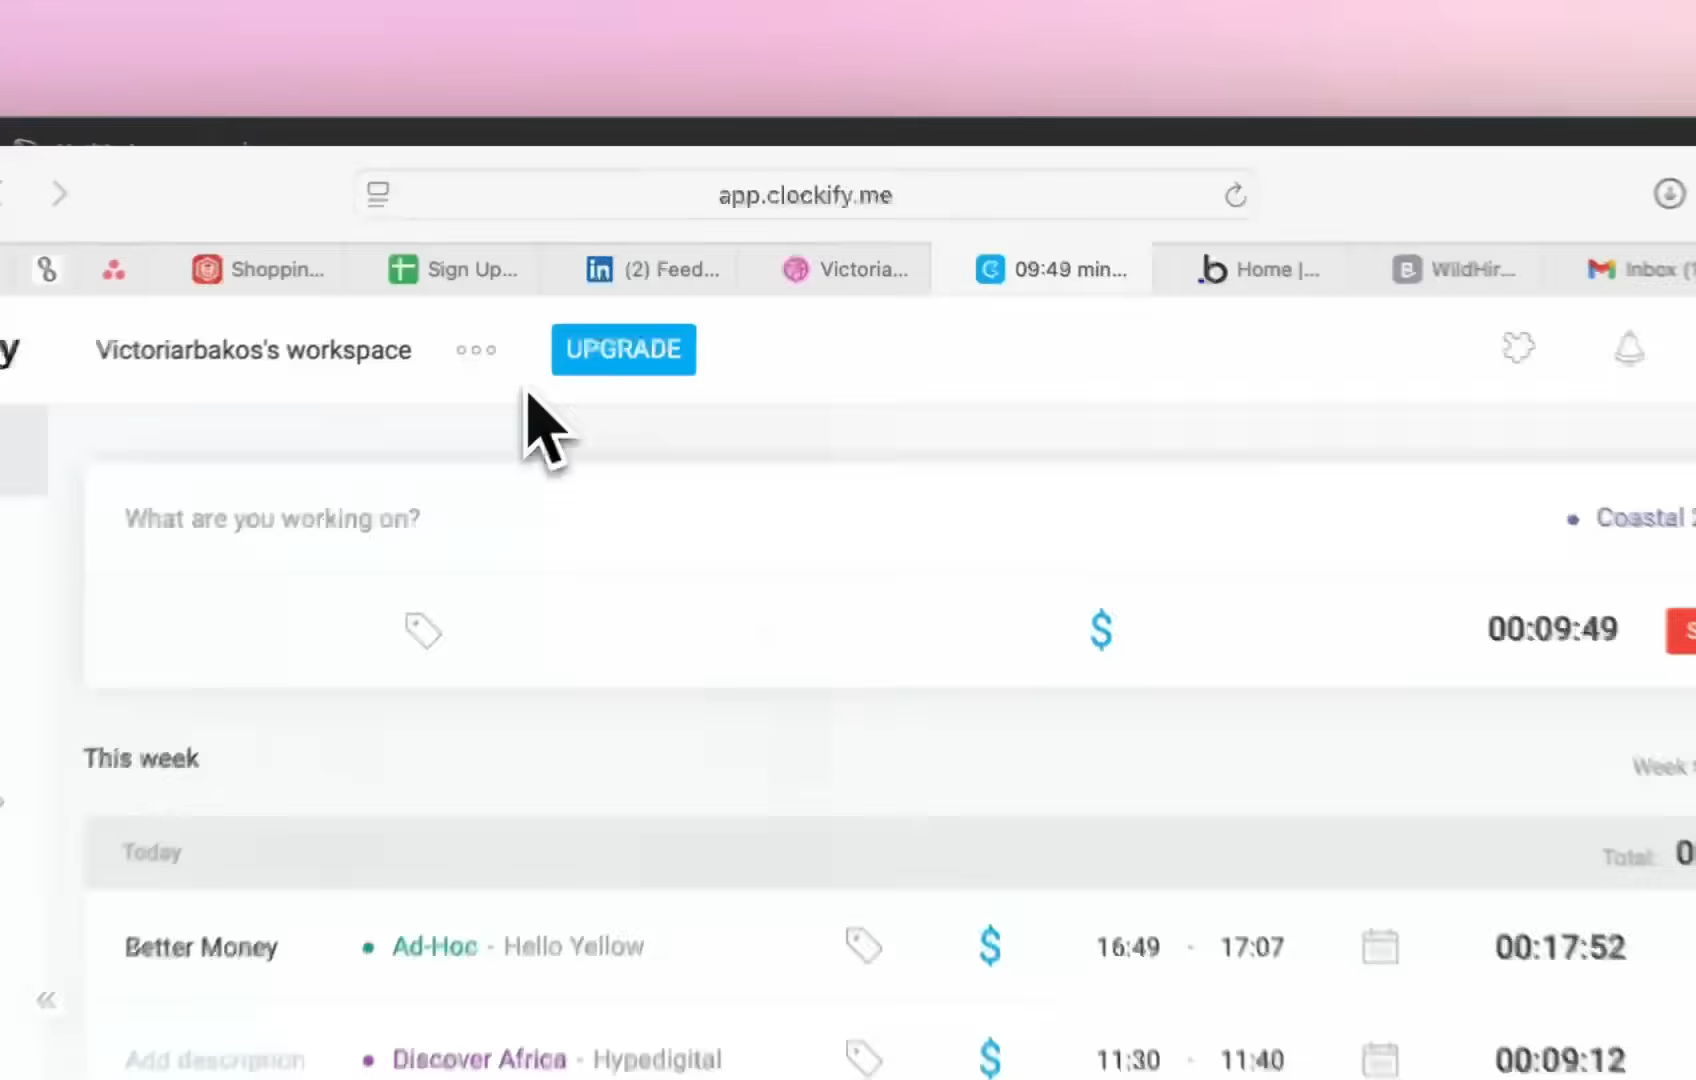 app.clockify.me
Shoppin...
Sign Up...
in (2) Feed...
Victoria...
09:49 min...
b Home |...
B WildHir...
Inbox (1
y
Victoriarbakos's workspace
UPGRADE
What are you working on?
Coastal
$
00:09:49
S
This week
Week
Today
Total: 0
Better Money
Ad-Hoc - Hello Yellow
$
16:49 - 17:07
00:17:52
Add description
Discover Africa - Hypedigital
$
11:30 - 11:40
00:09:12